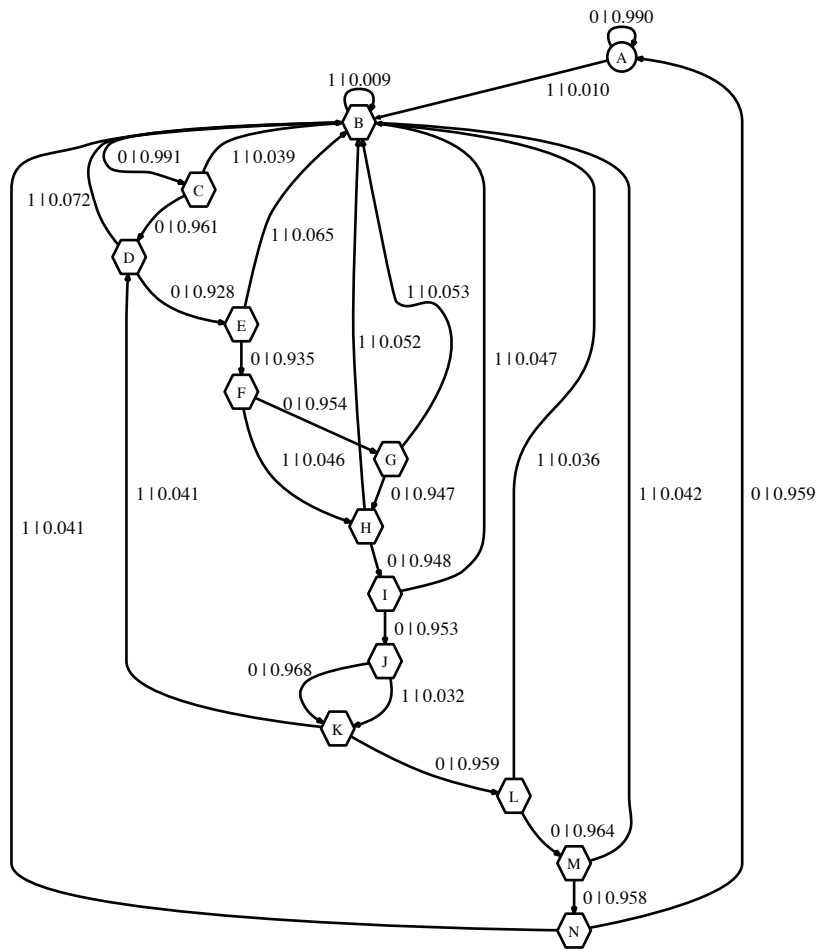 0 | 0.990
A
1 | 0.009
1 | 0.010
B
0 | 0.991
1 | 0.039
C
1 | 0.072
0 | 0.961
1 | 0.065
D
0 | 0.928
1 | 0.053
E
1 | 0.052
0 | 0.935
1 | 0.047
F
0 | 0.954
G
1 | 0.046
1 | 0.036
1 | 0.041
0 | 0.947
1 | 0.042
0 | 0.959
1 | 0.041
H
0 | 0.948
I
0 | 0.953
J
0 | 0.968
1 | 0.032
K
0 | 0.959
L
0 | 0.964
M
0 | 0.958
N